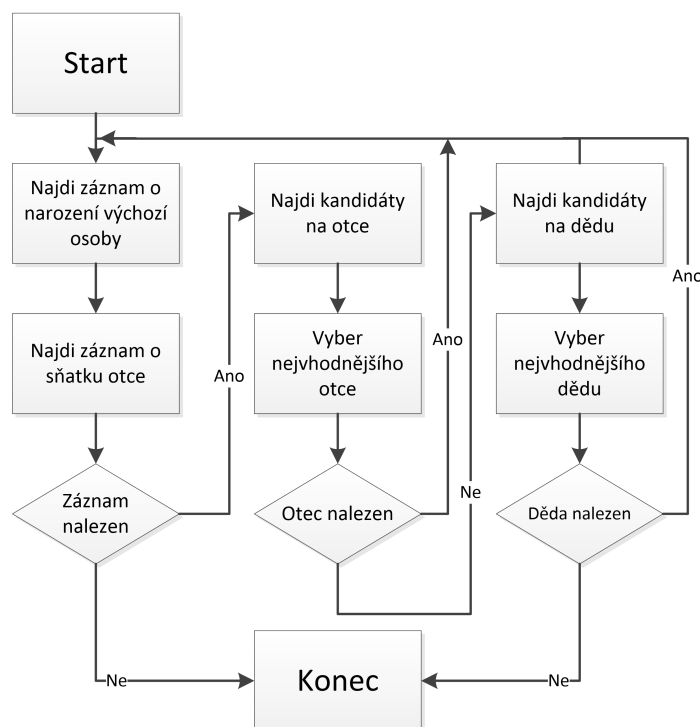 Start
Najdi záznam o
narození výchozí
osoby
Najdi záznam o
sňatku otce
Záznam
nalezen
Ano
Ne
Najdi kandidáty
na otce
Vyber
nejvhodnějšího
otce
Otec nalezen
Ano
Ne
Najdi kandidáty
na dědu
Vyber
nejvhodnějšího
dědu
Děda nalezen
Ano
Ne
Konec